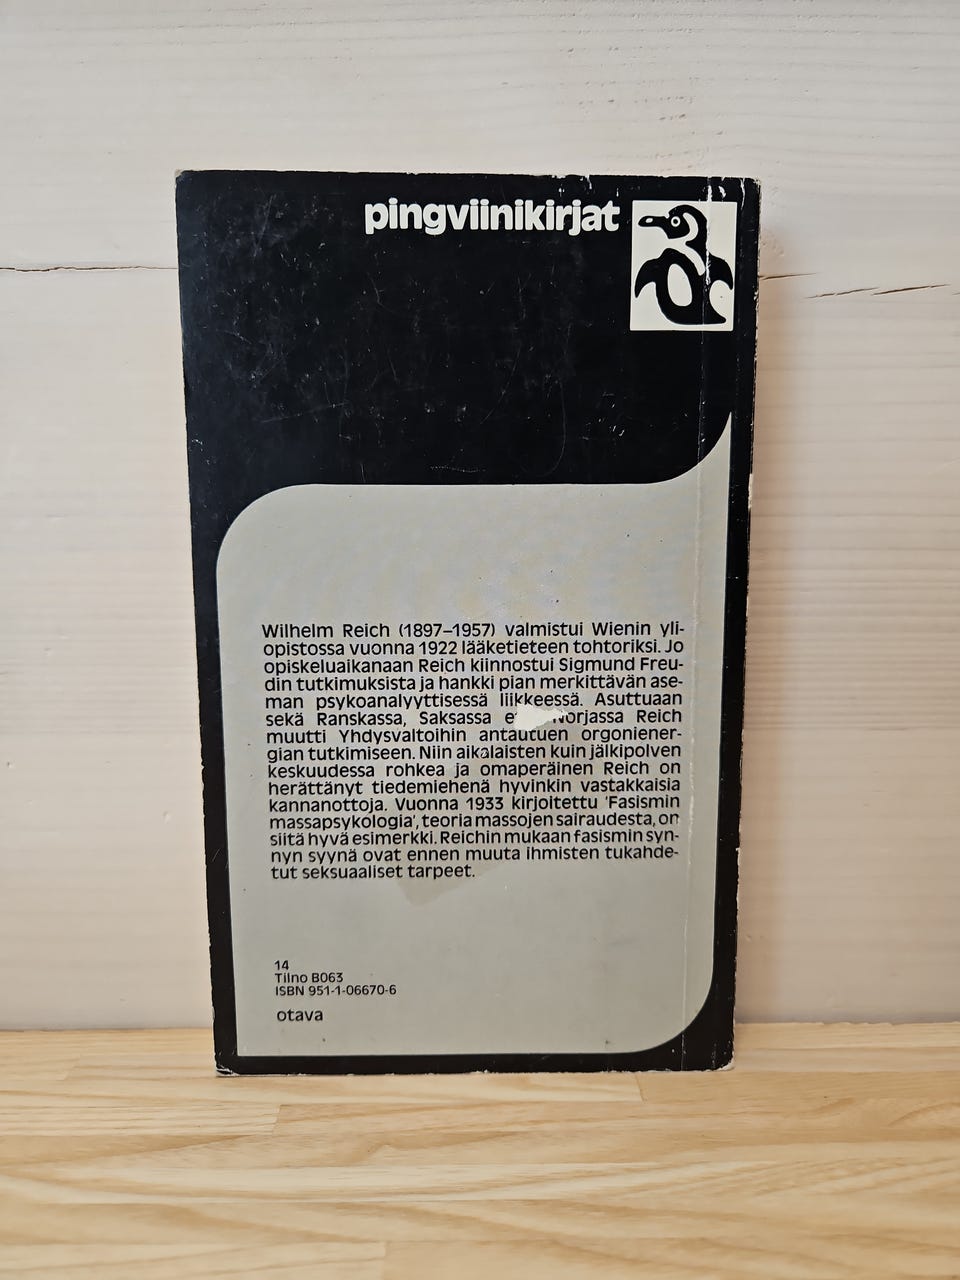 pingviinikirjat
Wilhelm Reich (1897–1957) valmistui Wienin yli-
opistossa vuonna 1922 lääketieteen tohtoriksi. Jo
opiskeluaikanaan Reich kiinnostui Sigmund Freu-
din tutkimuksista ja hankki pian merkittävän ase-
man psykoanalyyttisessä liikkeessä. Asuttuaan
sekä Ranskassa, Saksassa Norjassa Reich
muutti Yhdysvaltoihin antautuen orgoniener-
gian tutkimiseen. Niin aikalaisten kuin jälkipolven
keskuudessa rohkea ja omaperäinen Reich on
herättänyt tiedemiehenä hyvinkin vastakkaisia
kannanottoja. Vuonna 1933 kirjoitettu 'Fasismin
massapsykologia', teoria massojen sairaudesta, on
siitä hyvä esimerkki. Reichin mukaan fasismin syn-
nyn syynä ovat ennen muuta ihmisten tukahde-
tut seksuaaliset tarpeet.
14
Tilno B063
ISBN 951-1-06670-6
otava